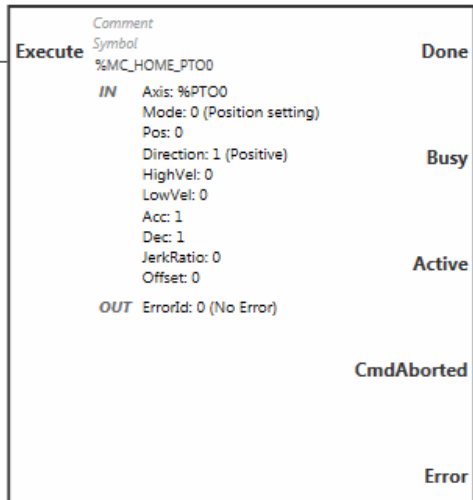 Comment
Execute Symbol Done
%MC_HOME_PTO0
IN Axis: %PTO0
Mode: 0 (Position setting)
Pos: 0
Direction: 1 (Positive) Busy
HighVel: 0
LowVel: 0
Acc: 1
Dec: 1
JerkRatio: 0 Active
Offset: 0
OUT ErrorId: 0 (No Error)
CmdAborted
Error